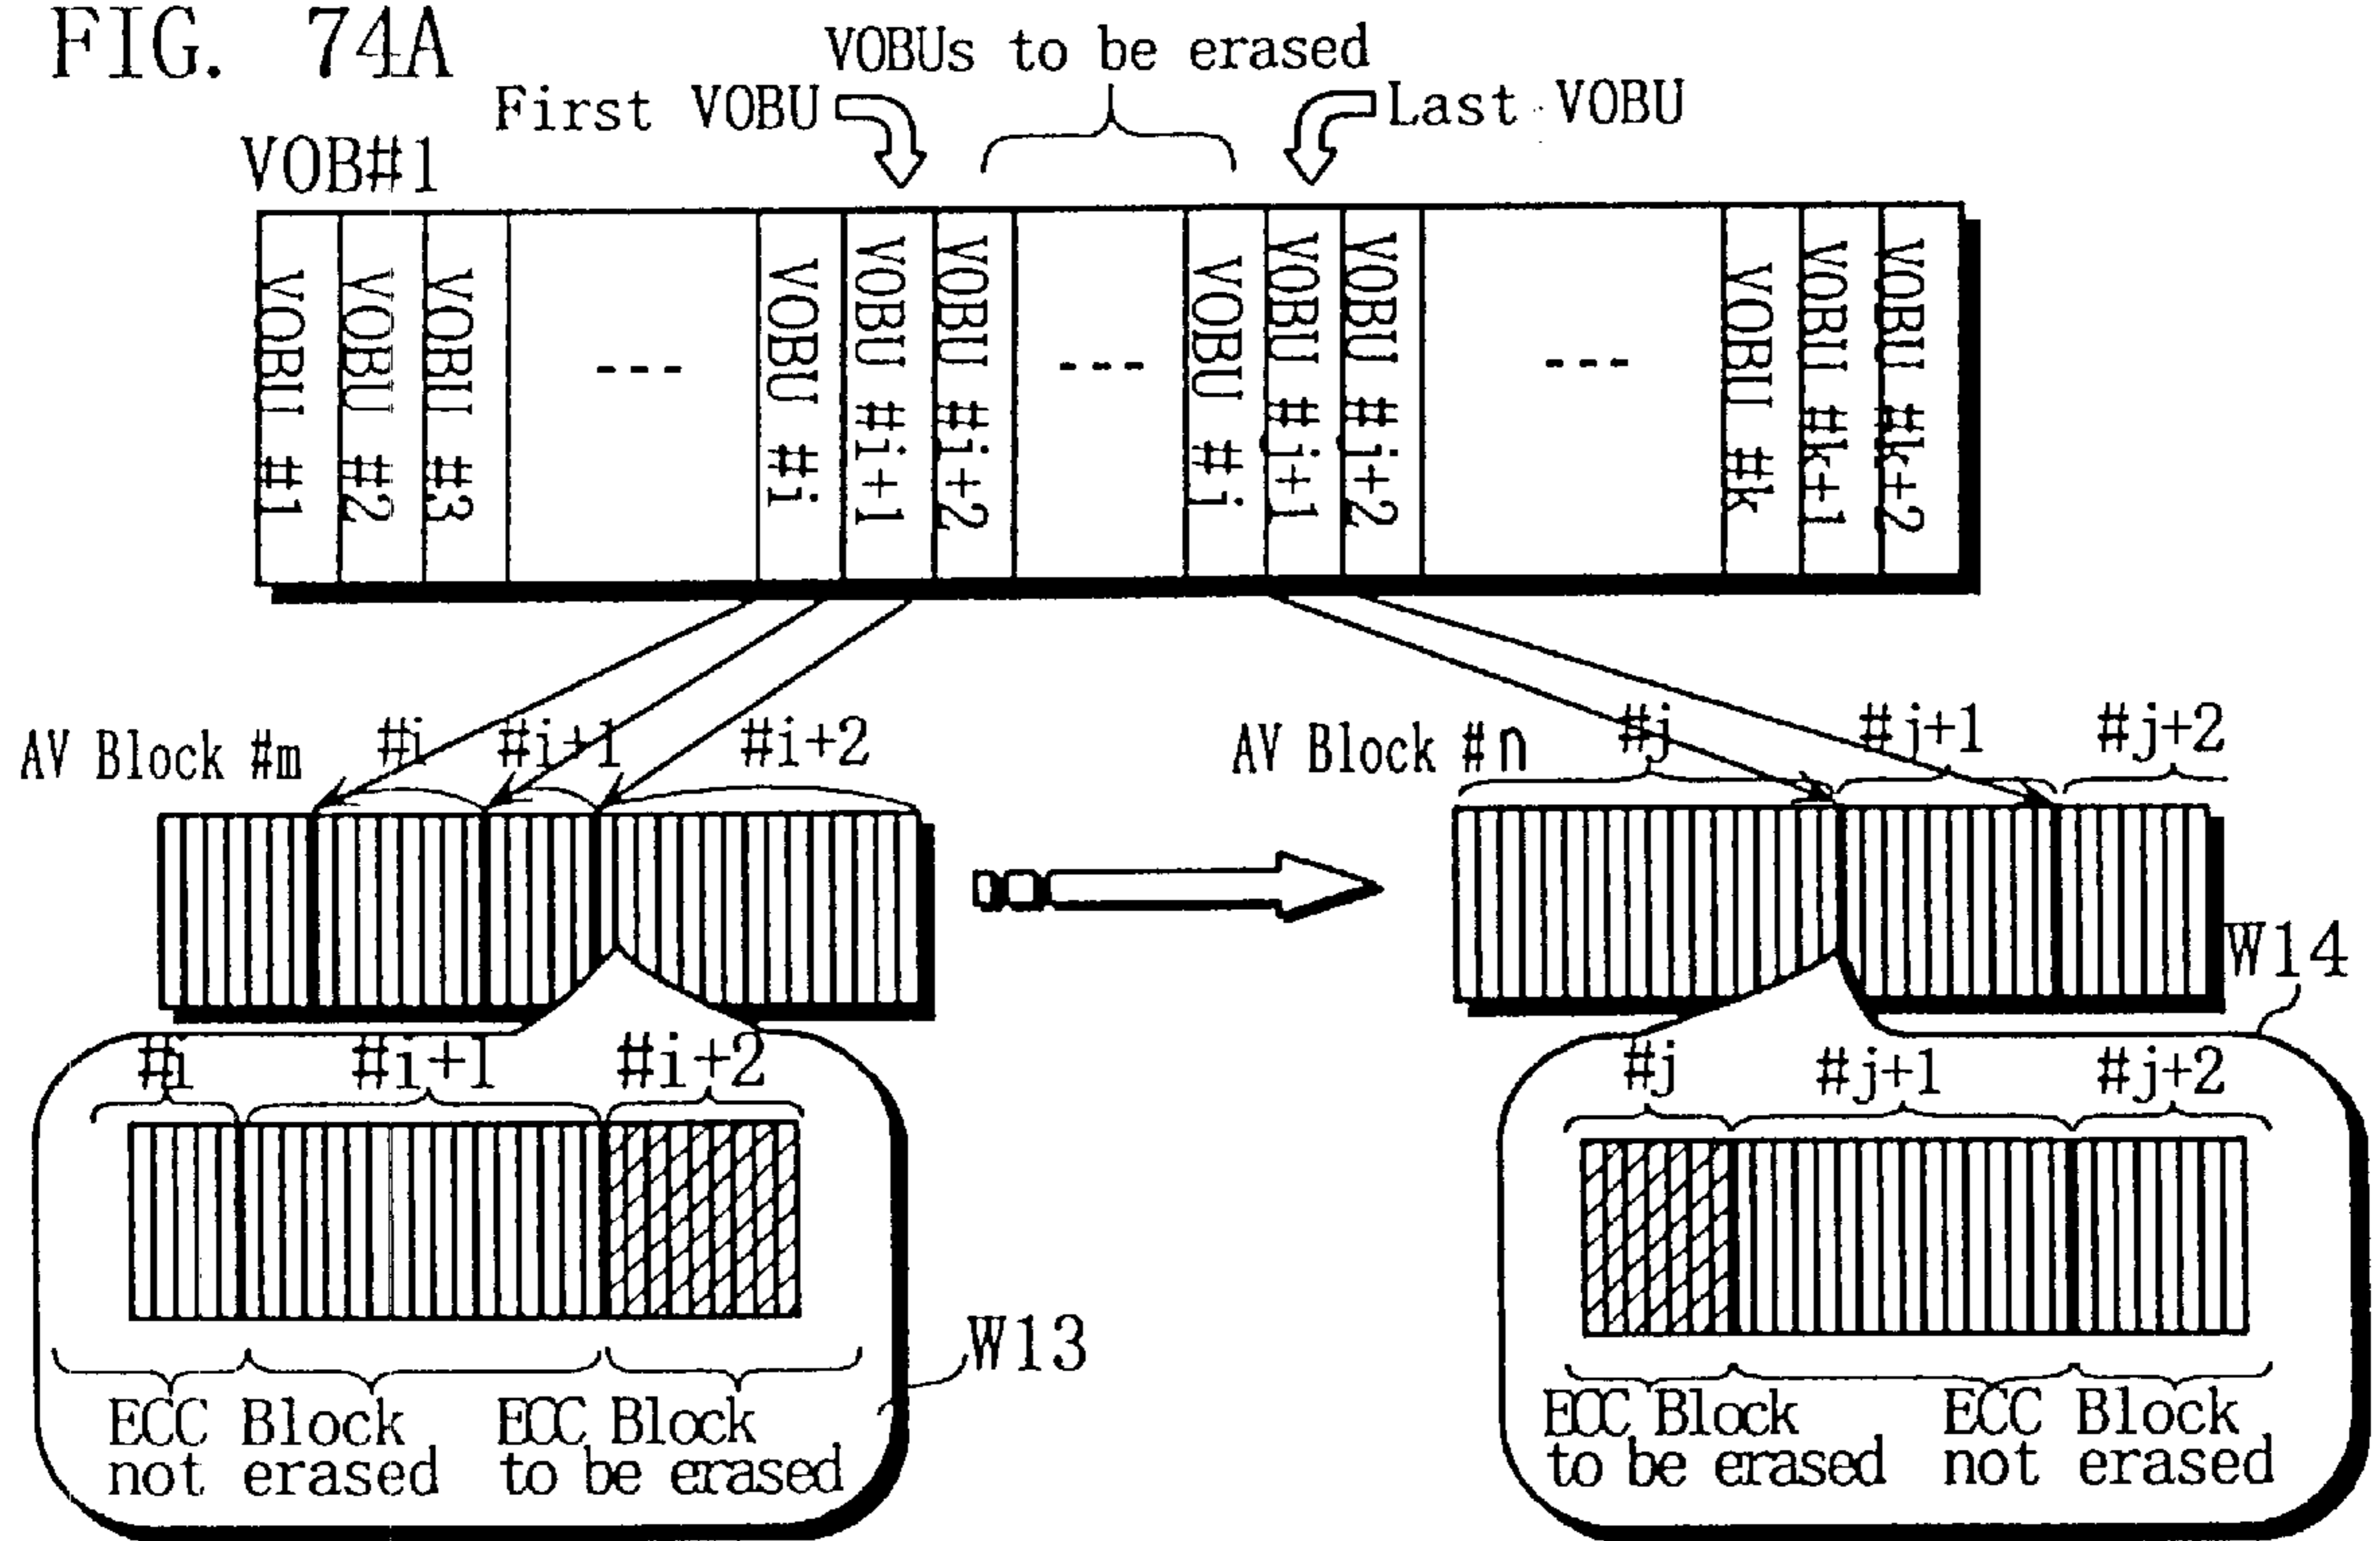 FIG. 74A
VOBUs to be erased
First VOBU
Last VOBU
VOB#1
VOBU #1
VOBU #2
VOBU #3
---
VOBU #i
VOBU #i+1
VOBU #i+2
---
VOBU #j
VOBU #j+1
VOBU #j+2
---
VOBU #k
VOBU #k+1
VOBU #k+2
AV Block #m
#i
#i+1
#i+2
AV Block #n
#j
#j+1
#j+2
W14
#i
#i+1
#i+2
#j
#j+1
#j+2
W13
ECC Block
not erased
ECC Block
to be erased
ECC Block
to be erased
ECC Block
not erased